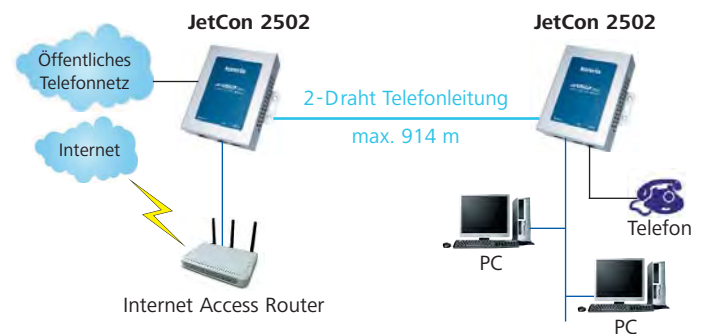 JetCon 2502
JetCon 2502
Öffentliches
Telefonnetz
2-Draht Telefonleitung
max. 914 m
Internet
Telefon
PC
Internet Access Router
PC